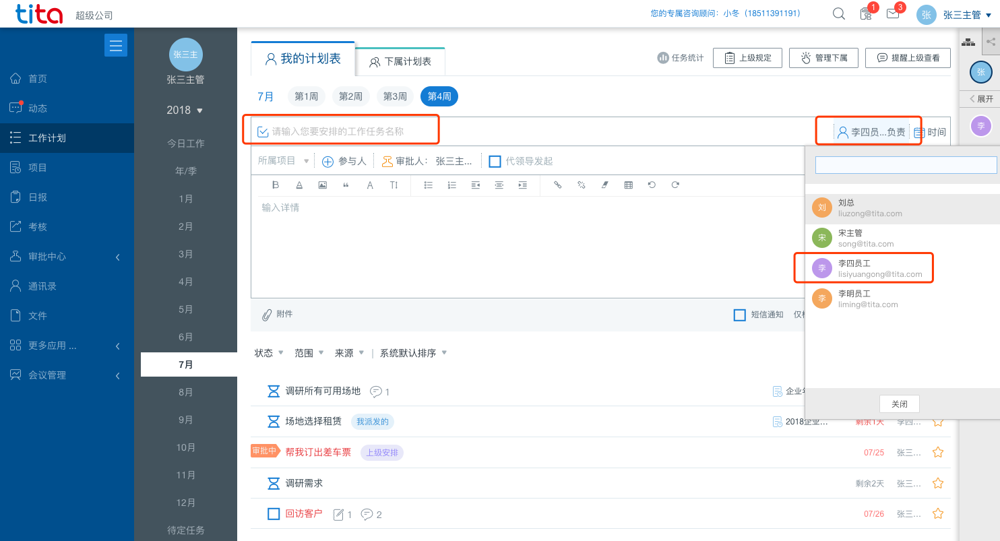 tita 超级公司
您的专属咨询顾问：小冬（18511391191）
1
3
张 张三主管
首页
动态
工作计划
项目
日报
考核
审批中心
通讯录
文件
更多应用 ...
会议管理
张三主
张三主管
2018
今日工作
年/季
1月
2月
3月
4月
5月
6月
7月
8月
9月
10月
11月
12月
待定任务
我的计划表 下属计划表
任务统计 上级规定 管理下属 提醒上级查看
7月 第1周 第2周 第3周 第4周
请输入您要安排的工作任务名称 李四员...负责 时间
所属项目 参与人 审批人： 张三主... 代领导发起
输入详情
附件 短信通知
状态 范围 来源 | 系统默认排序
调研所有可用场地 1
场地选择租赁 我派发的 2018企业... 剩余1天 李四...
审批中 帮我订出差车票 上级安排 07/25 张三...
调研需求 剩余2天 张三...
回访客户 1 2 07/26 张三...
张
展开
李
刘 刘总
liuzong@tita.com
宋 宋主管
song@tita.com
李 李四员工
lisiyuangong@tita.com
李 李明员工
liming@tita.com
关闭